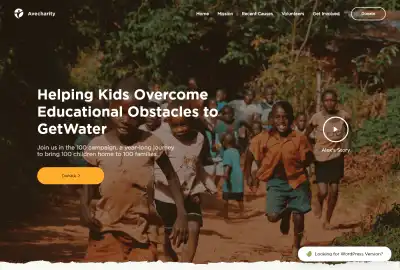 Avocharity
Home Mission Recent Causes Volunteers Get Involved Donate
Helping Kids Overcome
Educational Obstacles to
GetWater
Join us in the 100 campaign, a year-long journey
to bring 100 children home to 100 families.
Donate
Alex's Story
Looking for WordPress Version?